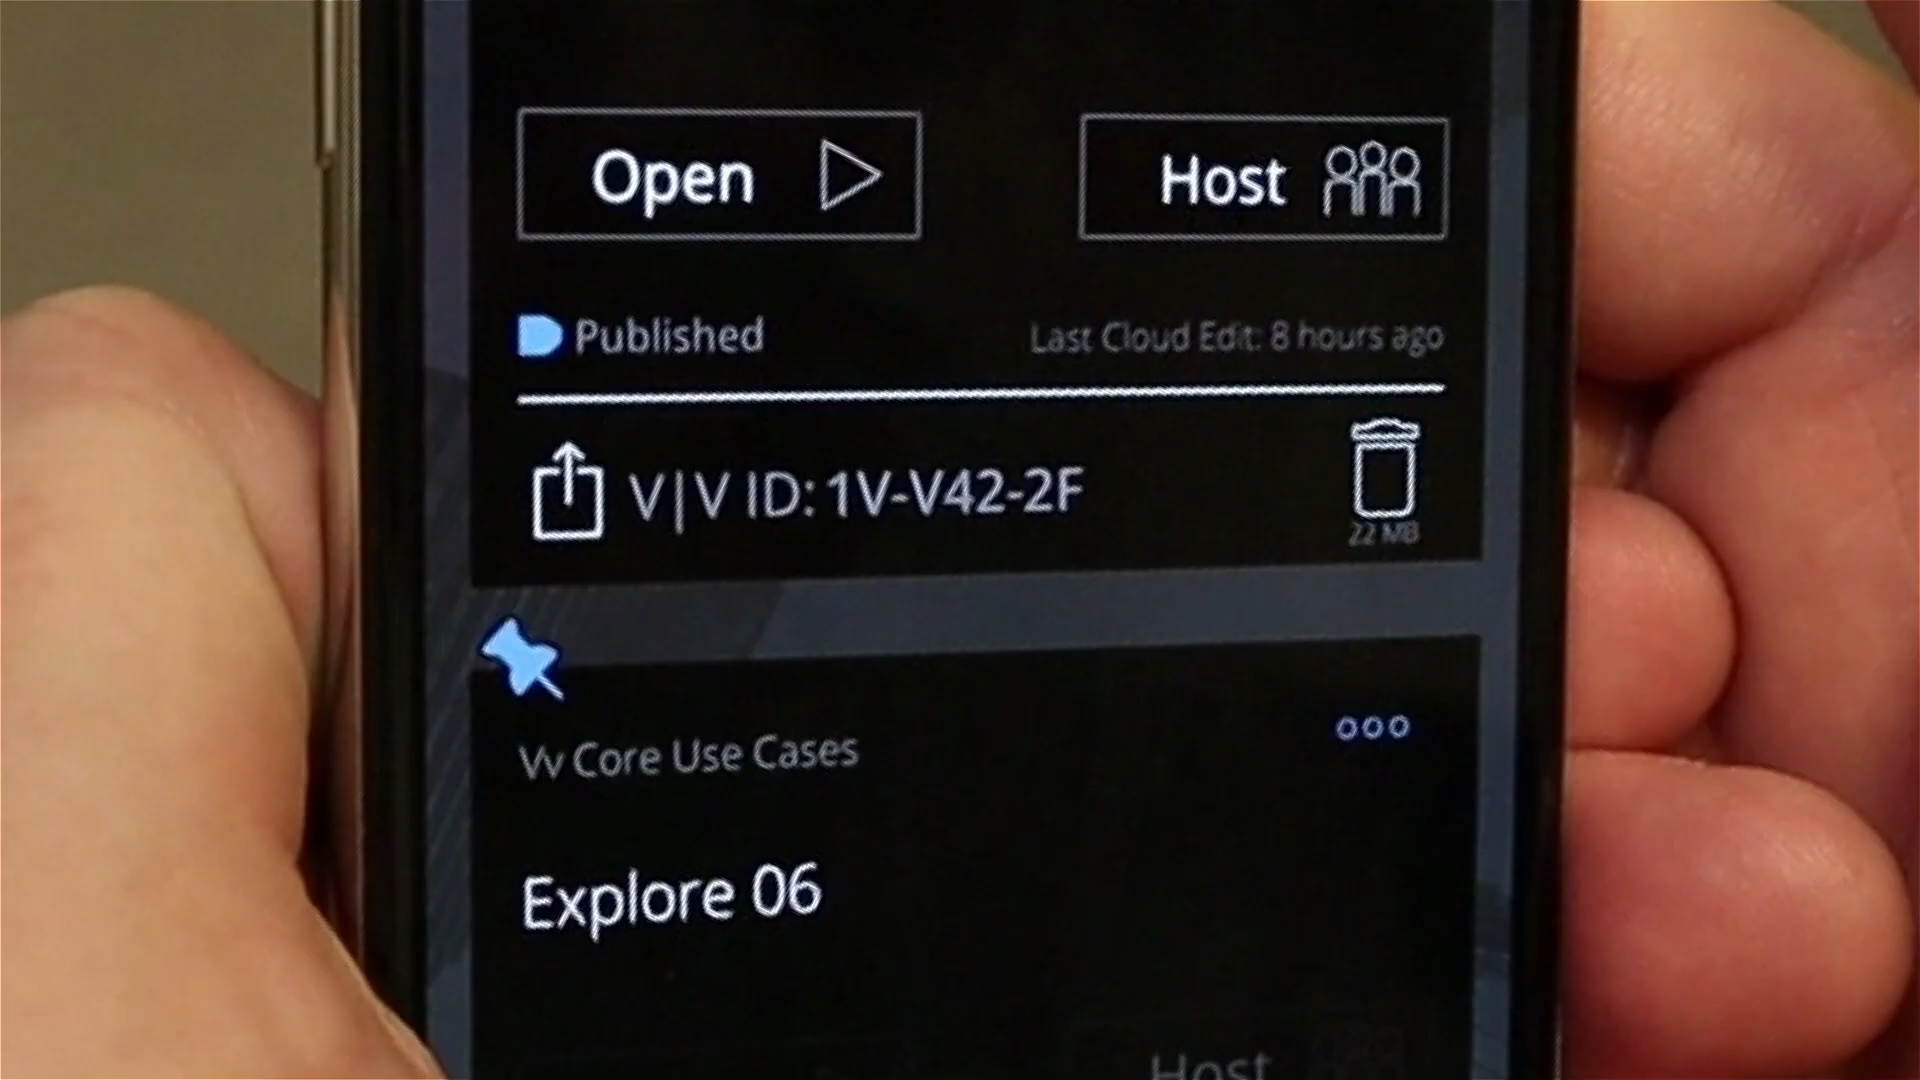 Open
Host
Published
Last Cloud Edit: 8 hours ago
V|V ID: 1V-V42-2F
22 MB
Vv Core Use Cases
Explore 06
Host